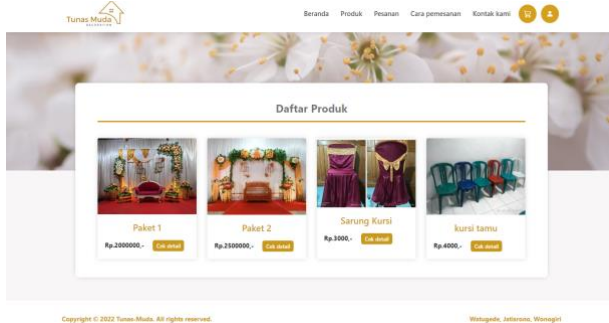 Tunas Muda
Beranda Produk Pesanan Cara pemesanan Kontak kami
Daftar Produk
Paket 1
Rp.2000000,- Cek detail
Paket 2
Rp.2500000,- Cek detail
Sarung Kursi
Rp.3000,- Cek detail
kursi tamu
Rp.4000,- Cek detail
Copyright © 2022 Tunas-Muda. All rights reserved.
Watugede, Jatisrono, Wonogiri